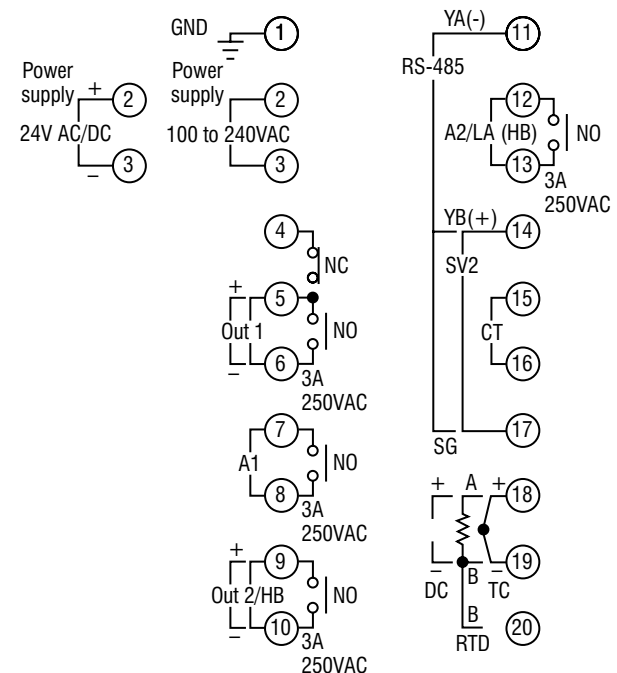 GND
1
Power
supply
+
2
24V AC/DC
–
3
Power
supply
2
100 to 240VAC
3
4
NC
+
5
Out 1
NO
–
6
3A
250VAC
7
A1
NO
8
3A
250VAC
+
9
Out 2/HB
NO
–
10
3A
250VAC
YA(-)
11
RS-485
12
A2/LA (HB)
NO
13
3A
250VAC
YB(+)
14
SV2
15
CT
16
17
SG
+
A
+
18
–
B
–
19
DC
TC
B
20
RTD